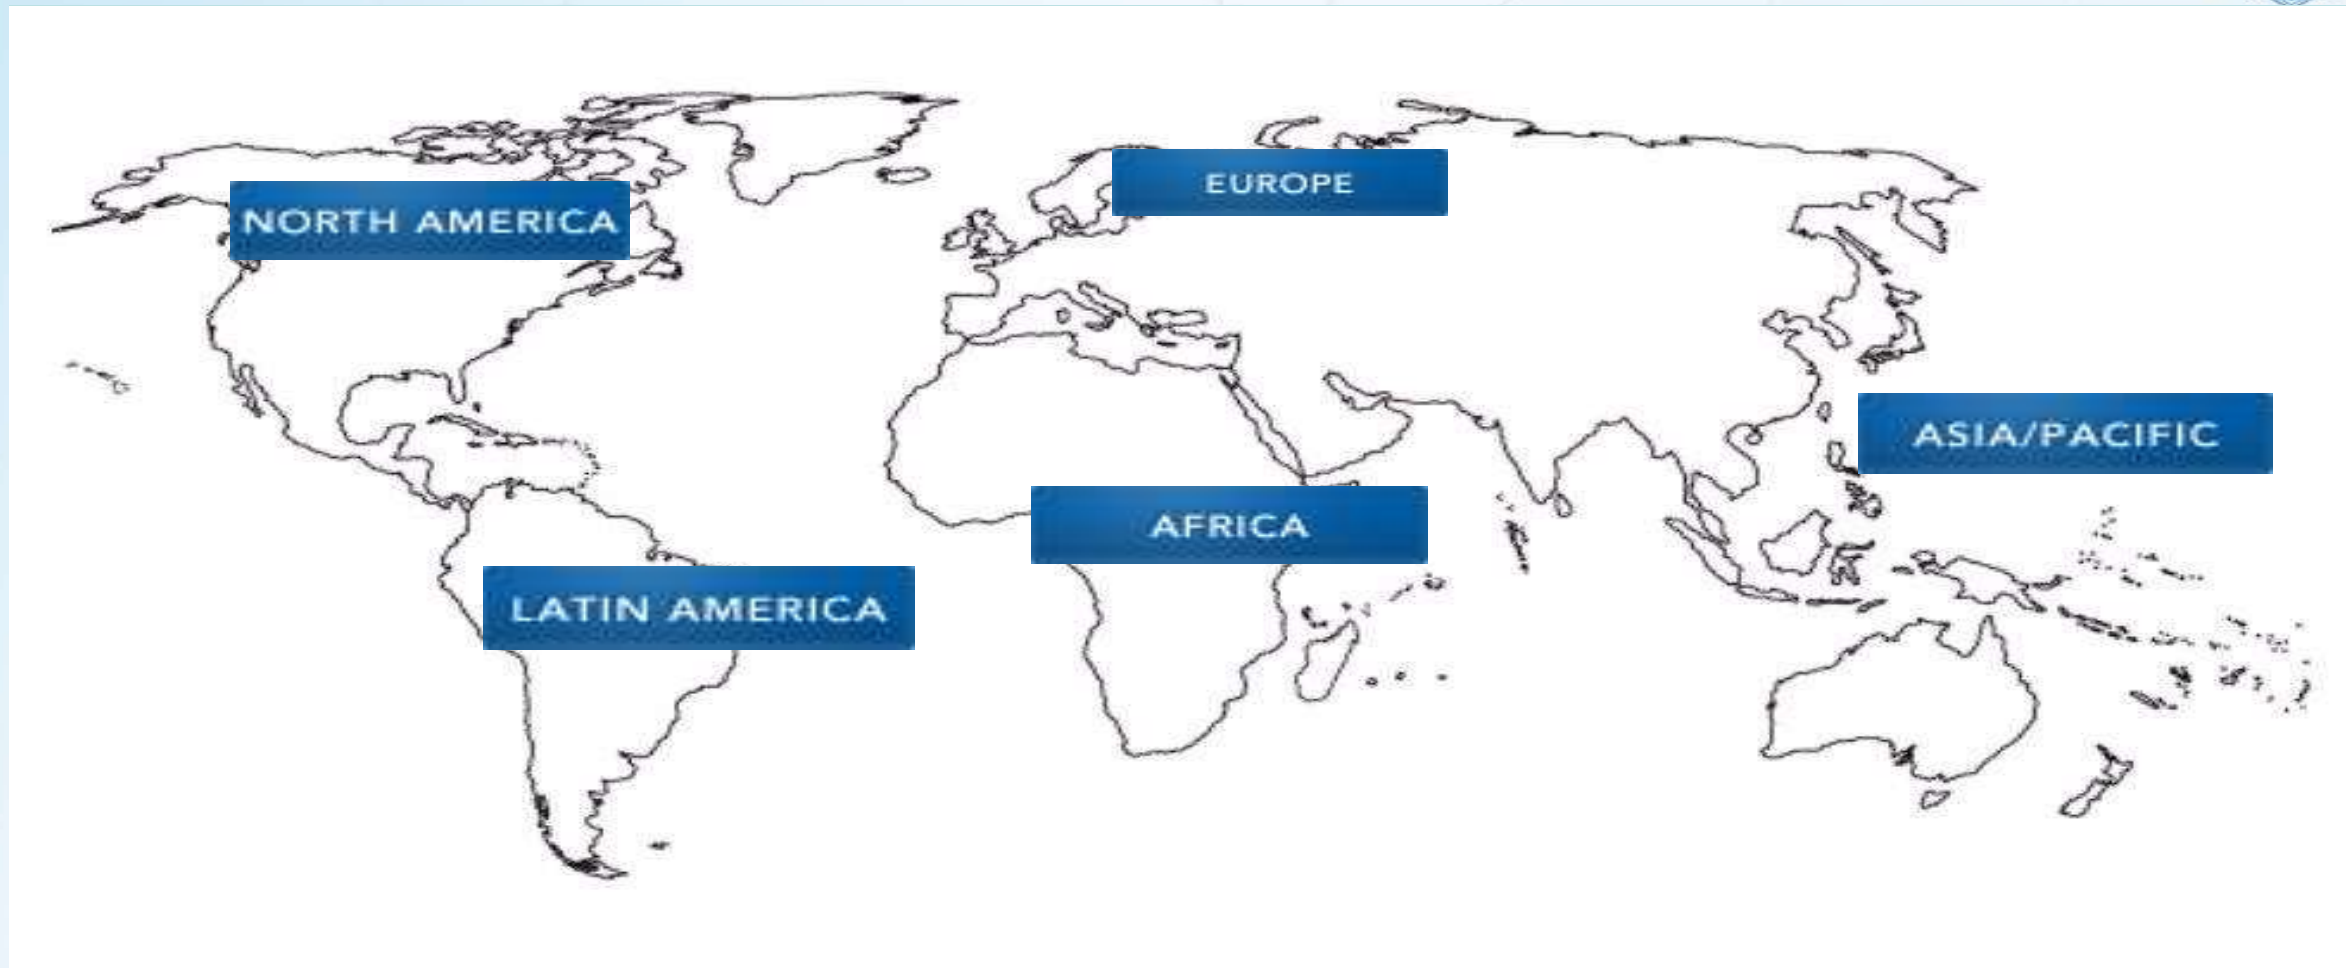 EUROPE
NORTH AMERICA
ASIA/PACIFIC
AFRICA
LATIN AMERICA